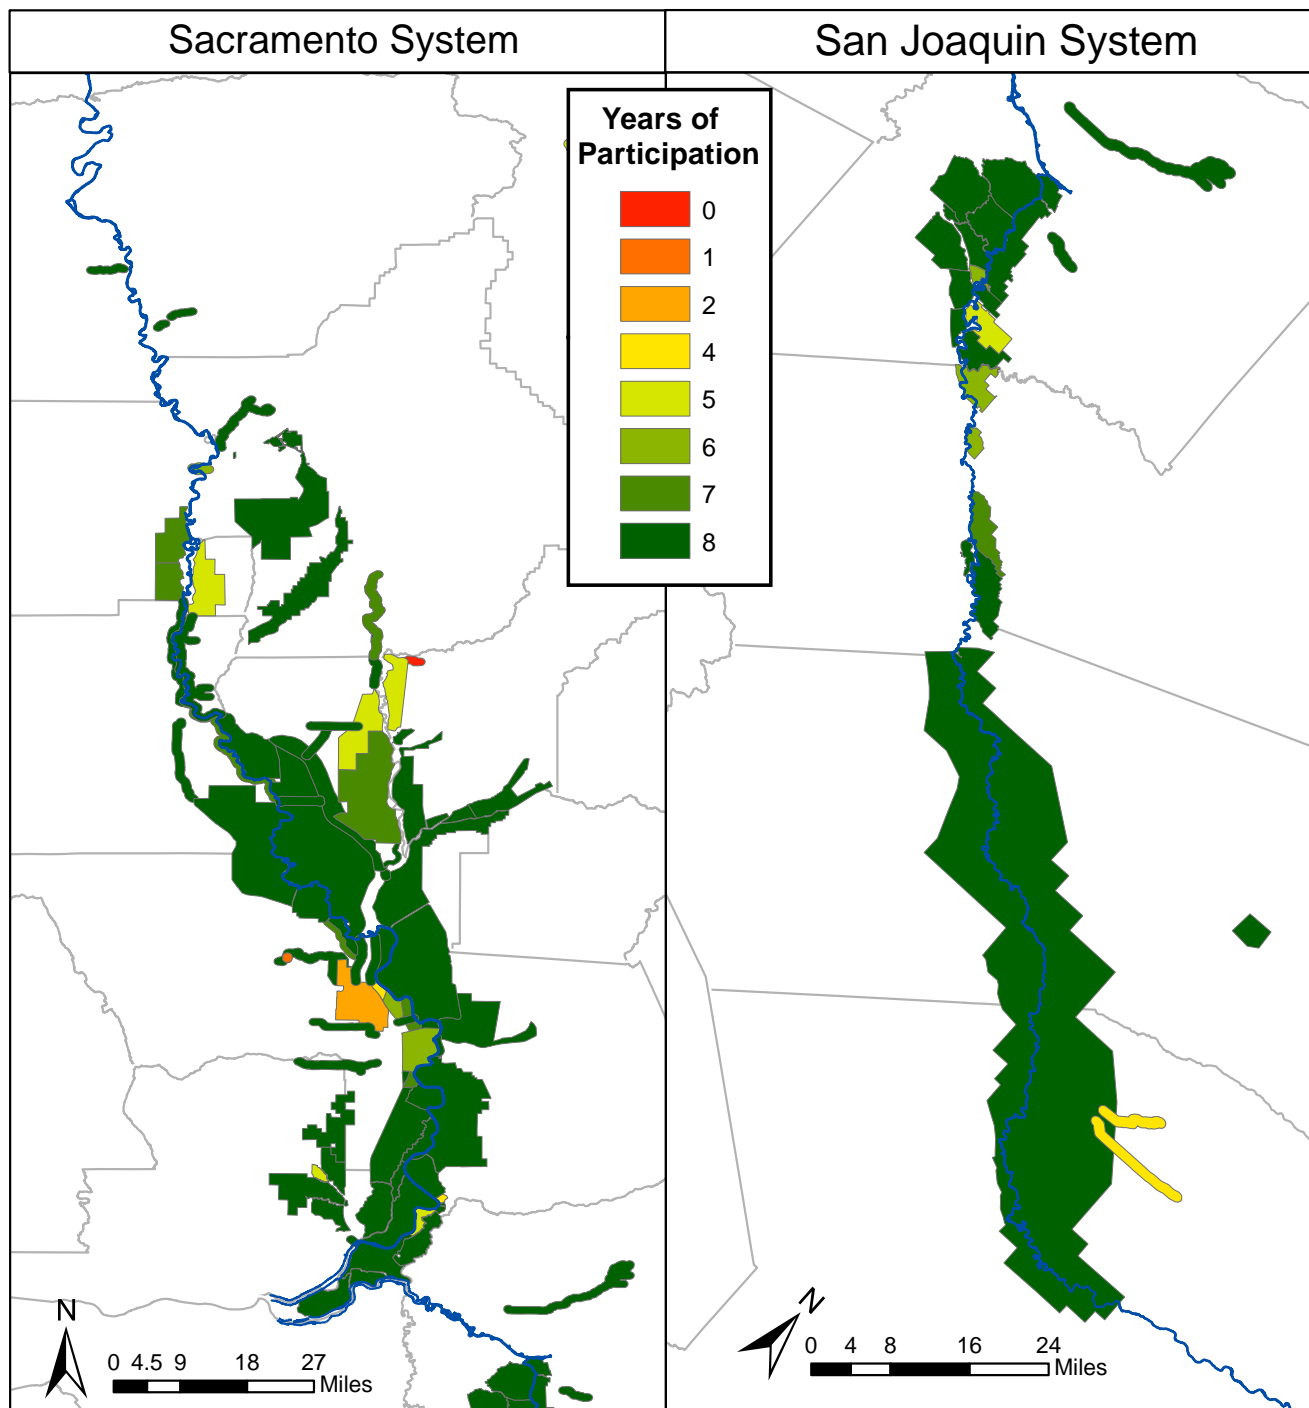 Sacramento System
San Joaquin System
Years of
Participation
0
1
2
4
5
6
7
8
N
0 4.5 9 18 27
Miles
N
0 4 8 16 24
Miles